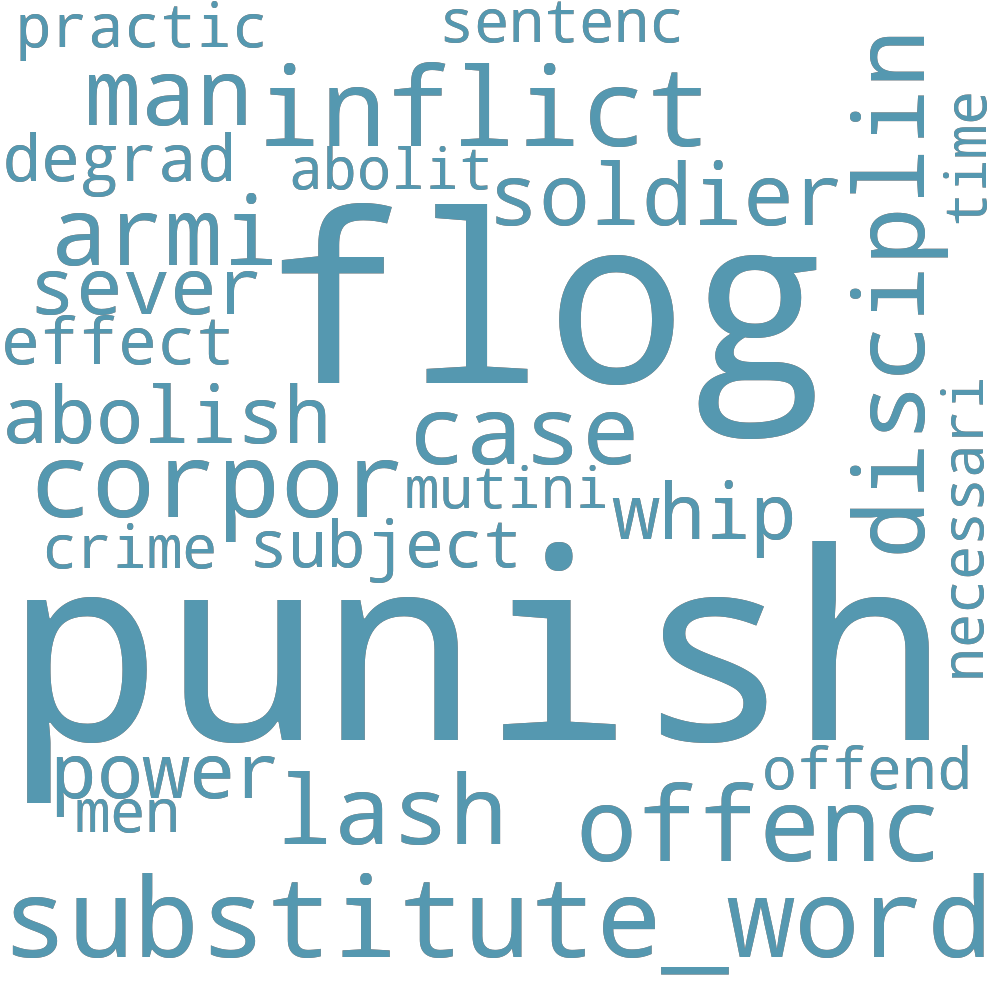 practic
sentenc
man
inflict
disciplin
time
degrad
abolit
soldier
armi
flog
sever
effect
abolish
case
necessari
corpor
mutini
whip
crime
subject
punish
power
offend
men
lash
offenc
substitute_word